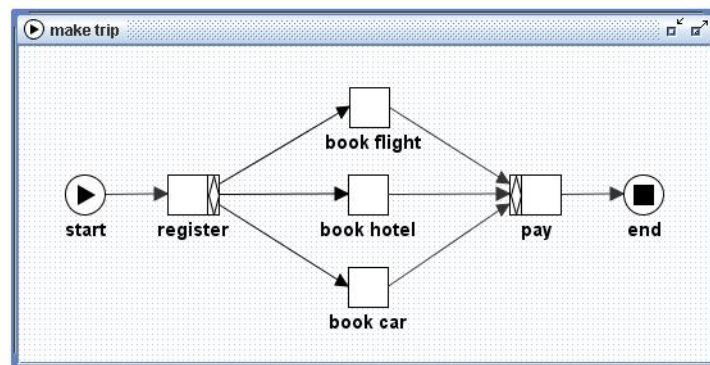 make trip
book flight
start
register
book hotel
pay
end
book car